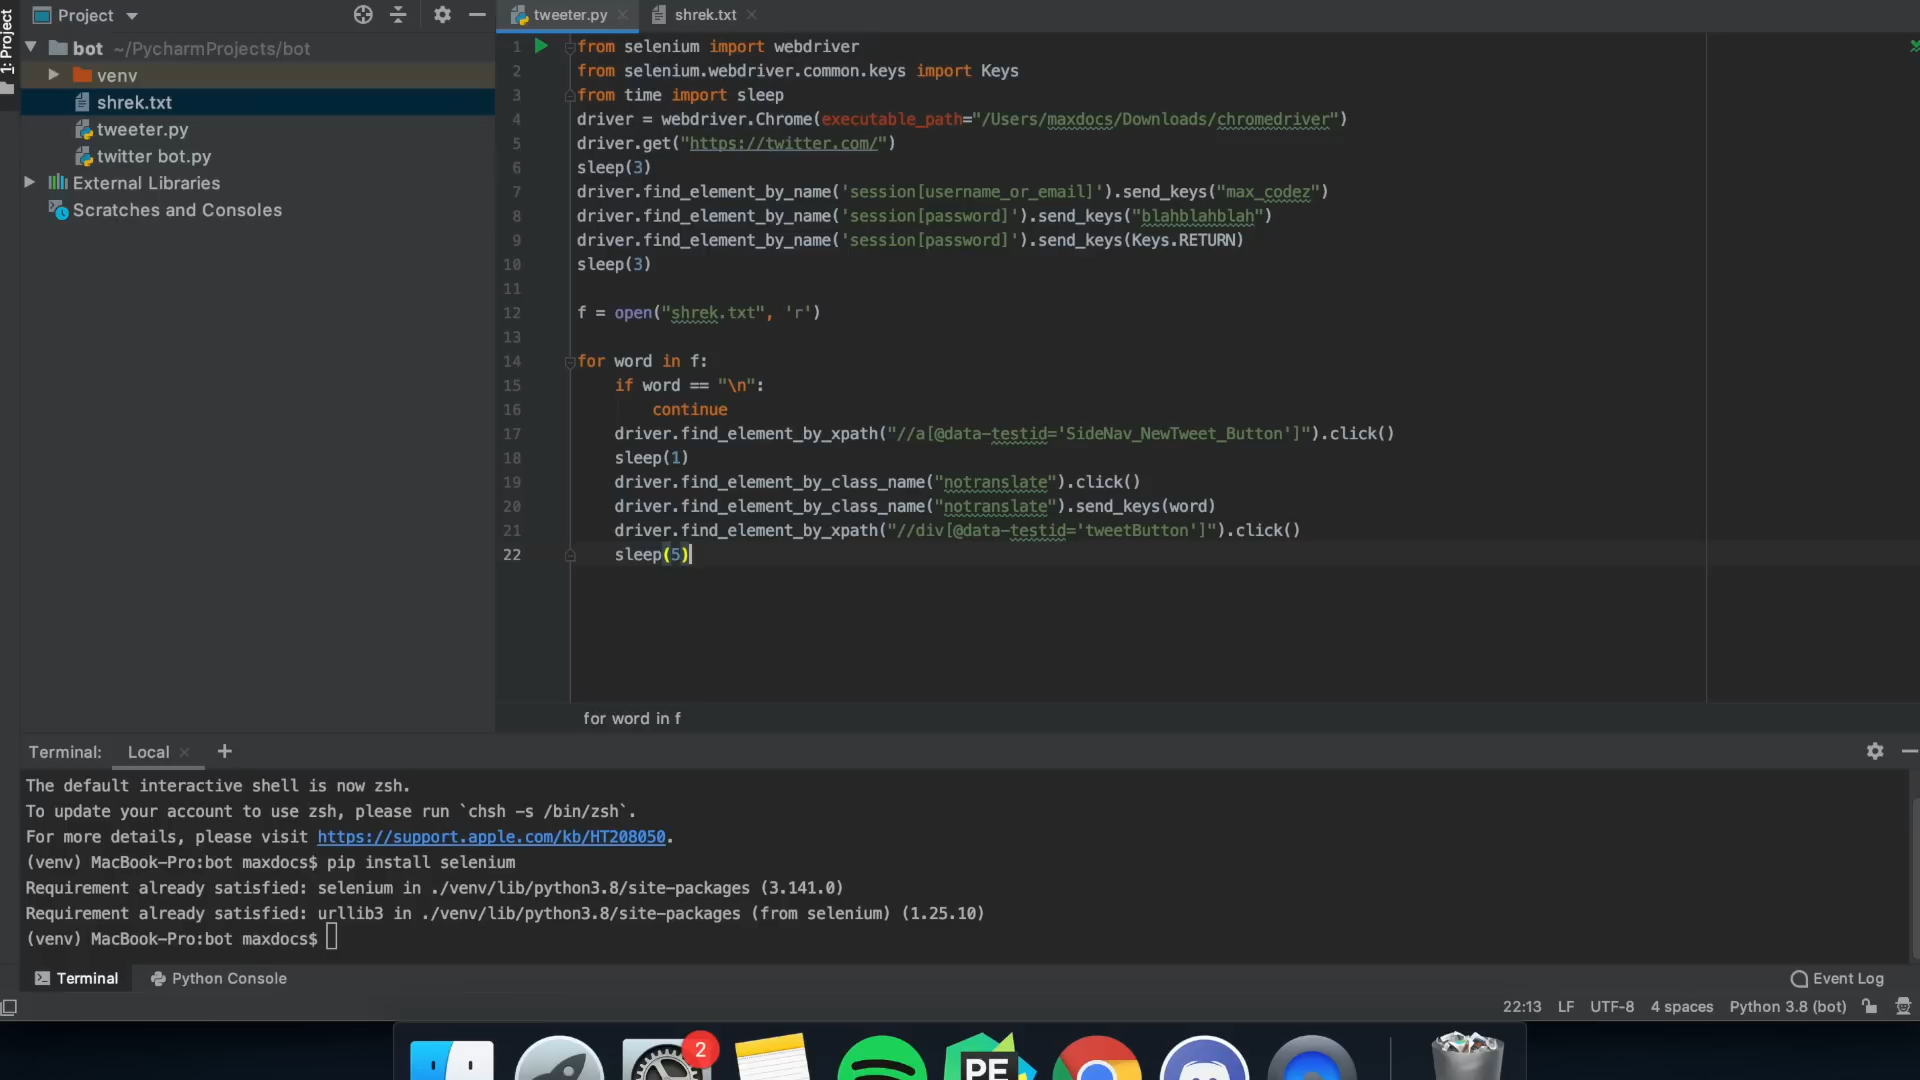 1: Project
Project
bot ~/PycharmProjects/bot
venv
shrek.txt
tweeter.py
twitter bot.py
External Libraries
Scratches and Consoles
tweeter.py
shrek.txt
1 from selenium import webdriver
2 from selenium.webdriver.common.keys import Keys
3 from time import sleep
4 driver = webdriver.Chrome(executable_path="/Users/maxdocs/Downloads/chromedriver")
5 driver.get("https://twitter.com/")
6 sleep(3)
7 driver.find_element_by_name('session[username_or_email]').send_keys("max_codez")
8 driver.find_element_by_name('session[password]').send_keys("blahblahblah")
9 driver.find_element_by_name('session[password]').send_keys(Keys.RETURN)
10 sleep(3)
11
12 f = open("shrek.txt", 'r')
13
14 for word in f:
15     if word == "\n":
16         continue
17     driver.find_element_by_xpath("//a[@data-testid='SideNav_NewTweet_Button']").click()
18     sleep(1)
19     driver.find_element_by_class_name("notranslate").click()
20     driver.find_element_by_class_name("notranslate").send_keys(word)
21     driver.find_element_by_xpath("//div[@data-testid='tweetButton']").click()
22     sleep(5)
for word in f
Terminal: Local +
The default interactive shell is now zsh.
To update your account to use zsh, please run `chsh -s /bin/zsh`.
For more details, please visit https://support.apple.com/kb/HT208050.
(venv) MacBook-Pro:bot maxdocs$ pip install selenium
Requirement already satisfied: selenium in ./venv/lib/python3.8/site-packages (3.141.0)
Requirement already satisfied: urllib3 in ./venv/lib/python3.8/site-packages (from selenium) (1.25.10)
(venv) MacBook-Pro:bot maxdocs$
Terminal Python Console Event Log
22:13 LF UTF-8 4 spaces Python 3.8 (bot)
2
PE